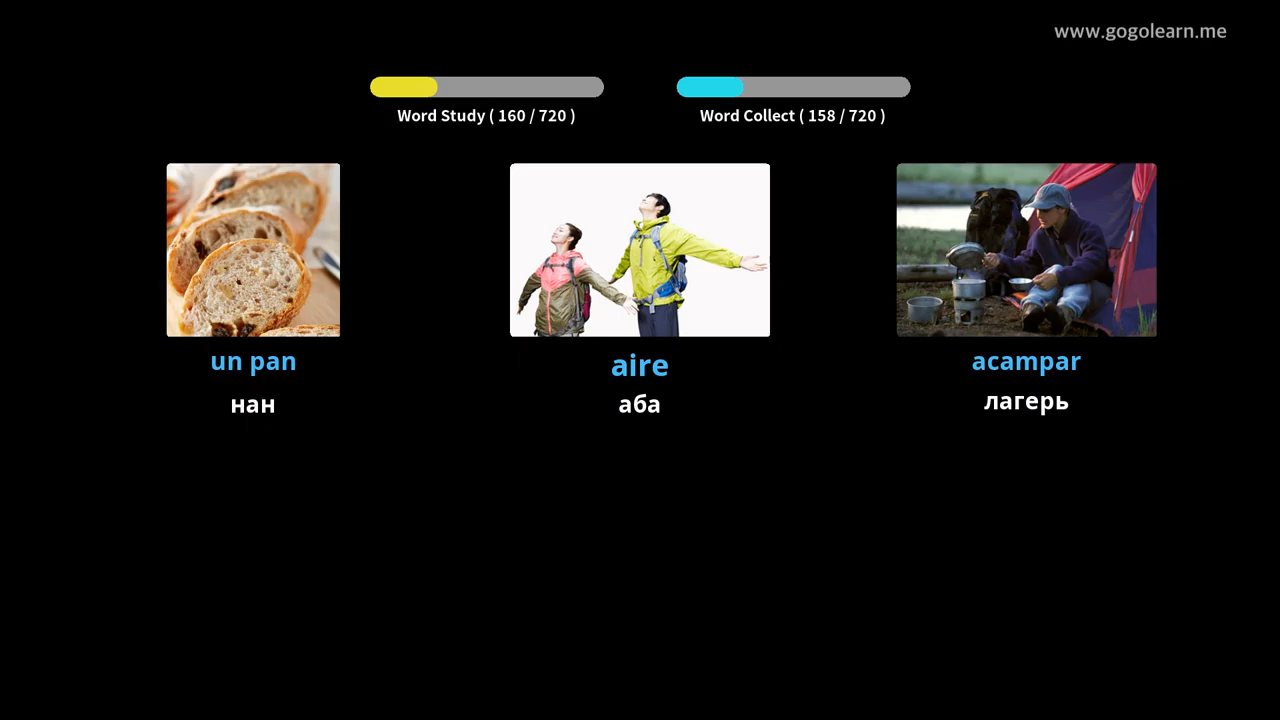 www.gogolearn.me
Word Study ( 160 / 720 )
Word Collect ( 158 / 720 )
un pan
aire
acampar
нан
аба
лагерь